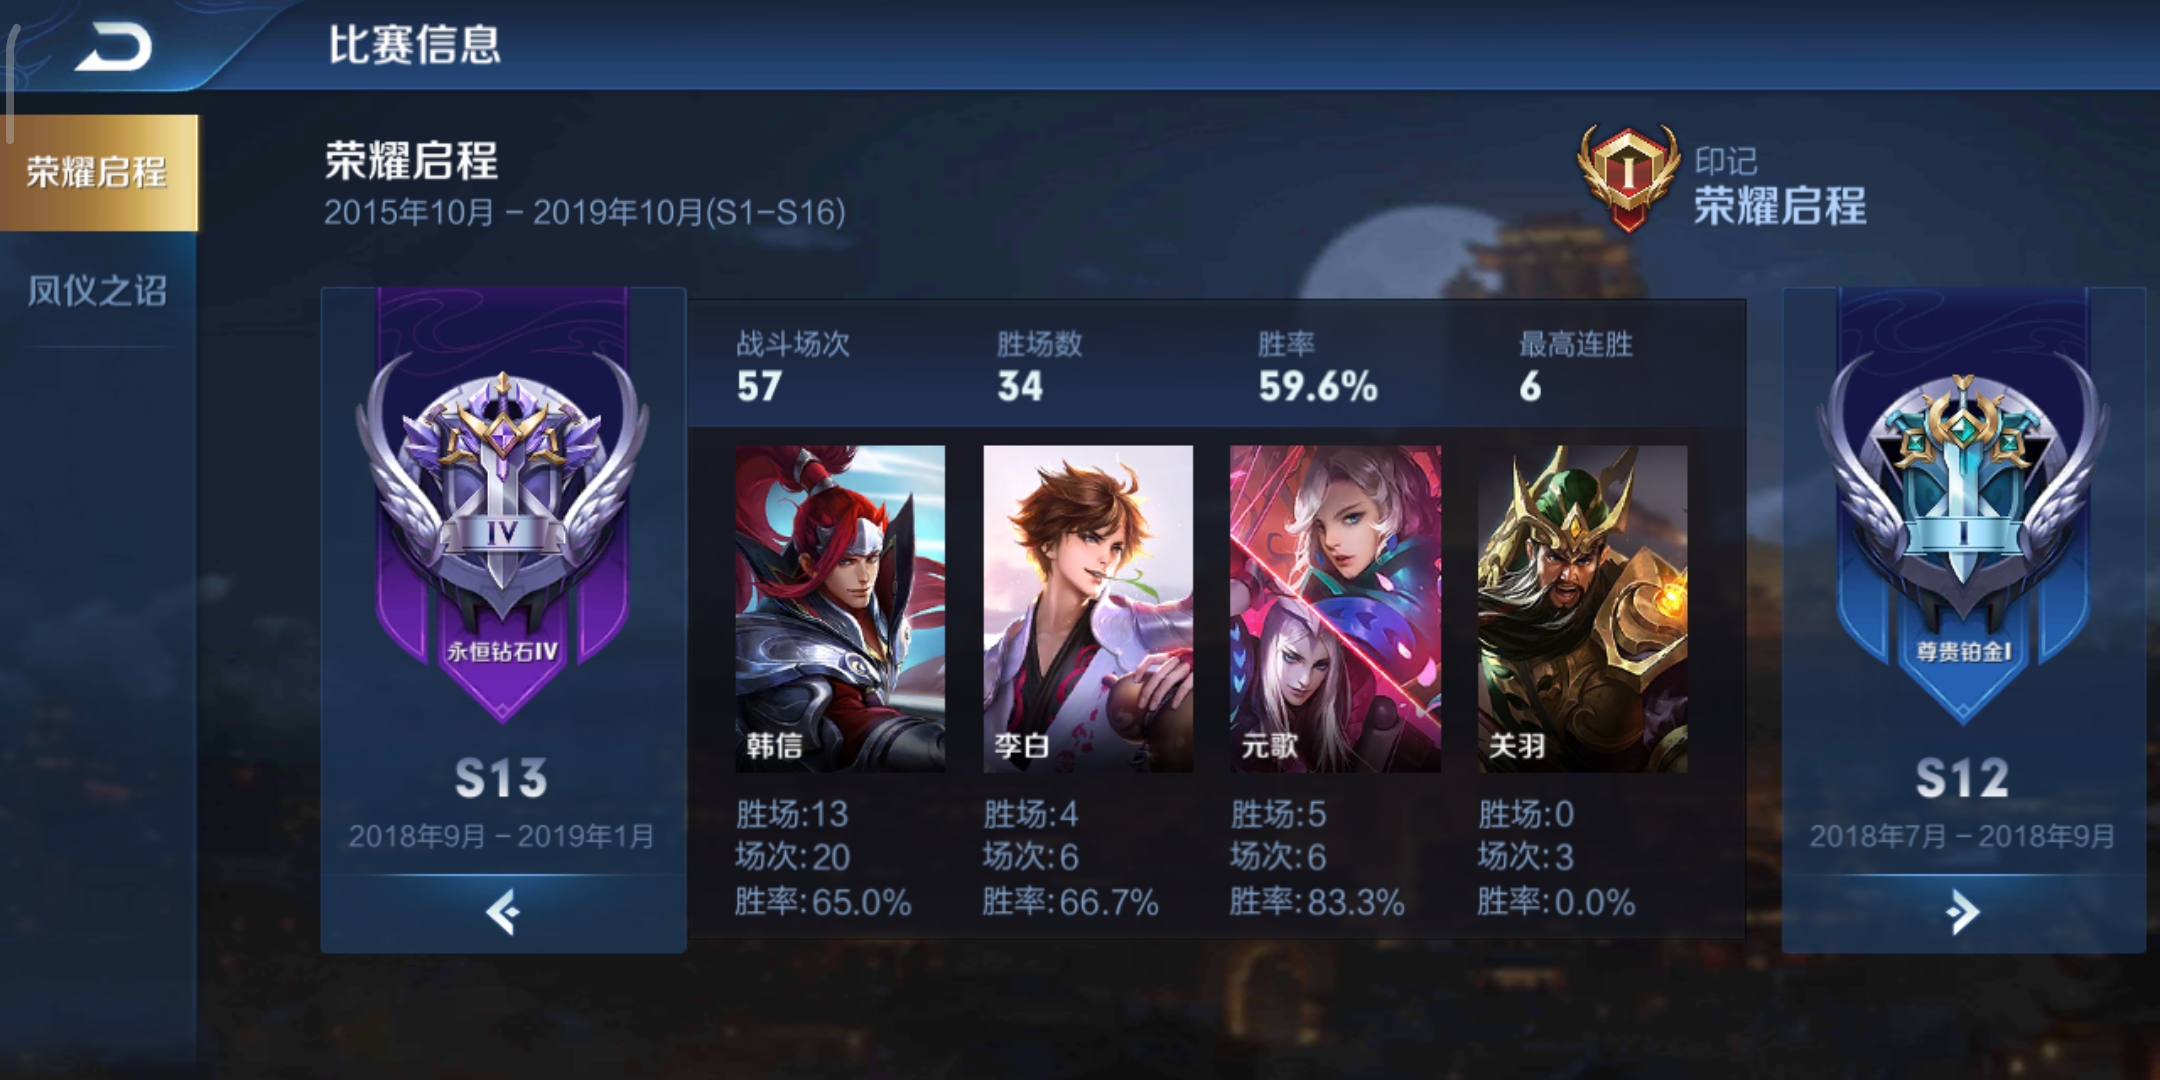 比赛信息
荣耀启程
凤仪之诏
荣耀启程
2015年10月 – 2019年10月(S1–S16)
I
印记
荣耀启程
IV
永恒钻石IV
S13
2018年9月 – 2019年1月
战斗场次
57
胜场数
34
胜率
59.6%
最高连胜
6
韩信
胜场:13
场次:20
胜率:65.0%
李白
胜场:4
场次:6
胜率:66.7%
元歌
胜场:5
场次:6
胜率:83.3%
关羽
胜场:0
场次:3
胜率:0.0%
I
尊贵铂金I
S12
2018年7月 – 2018年9月